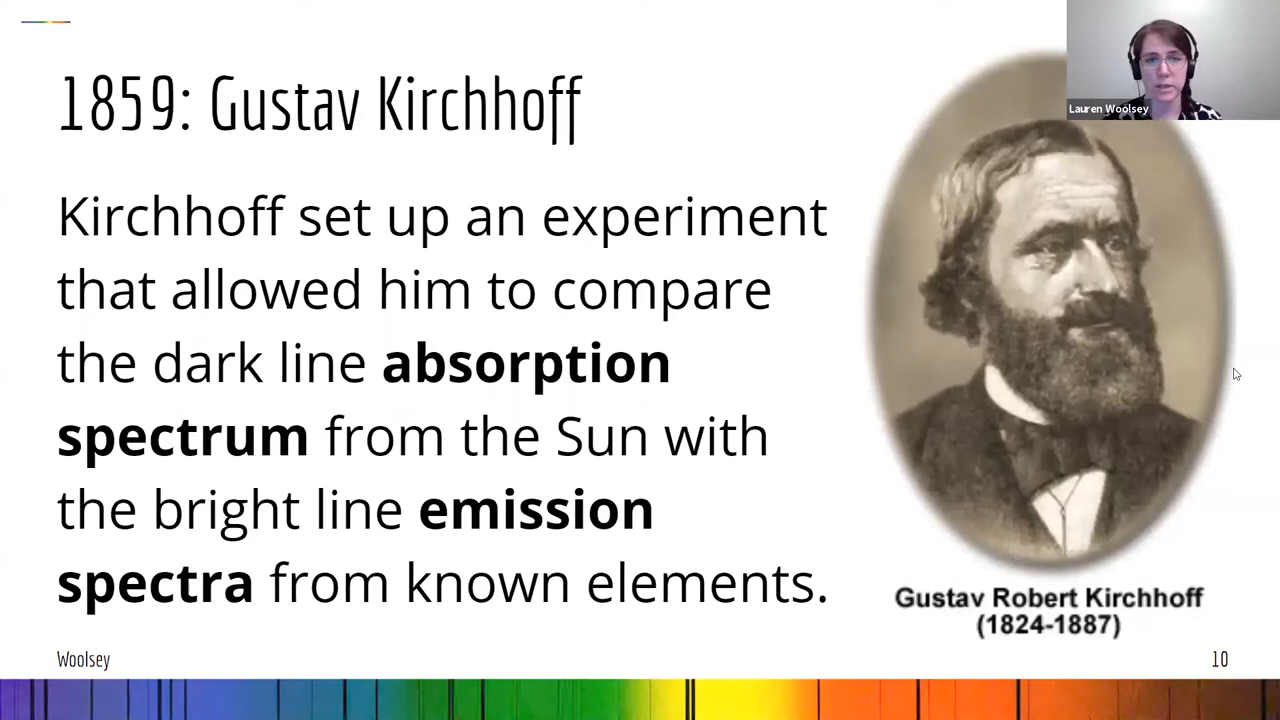 Lauren Woolsey
1859: Gustav Kirchhoff
Kirchhoff set up an experiment
that allowed him to compare
the dark line absorption
spectrum from the Sun with
the bright line emission
spectra from known elements.
Gustav Robert Kirchhoff
(1824-1887)
Woolsey
10